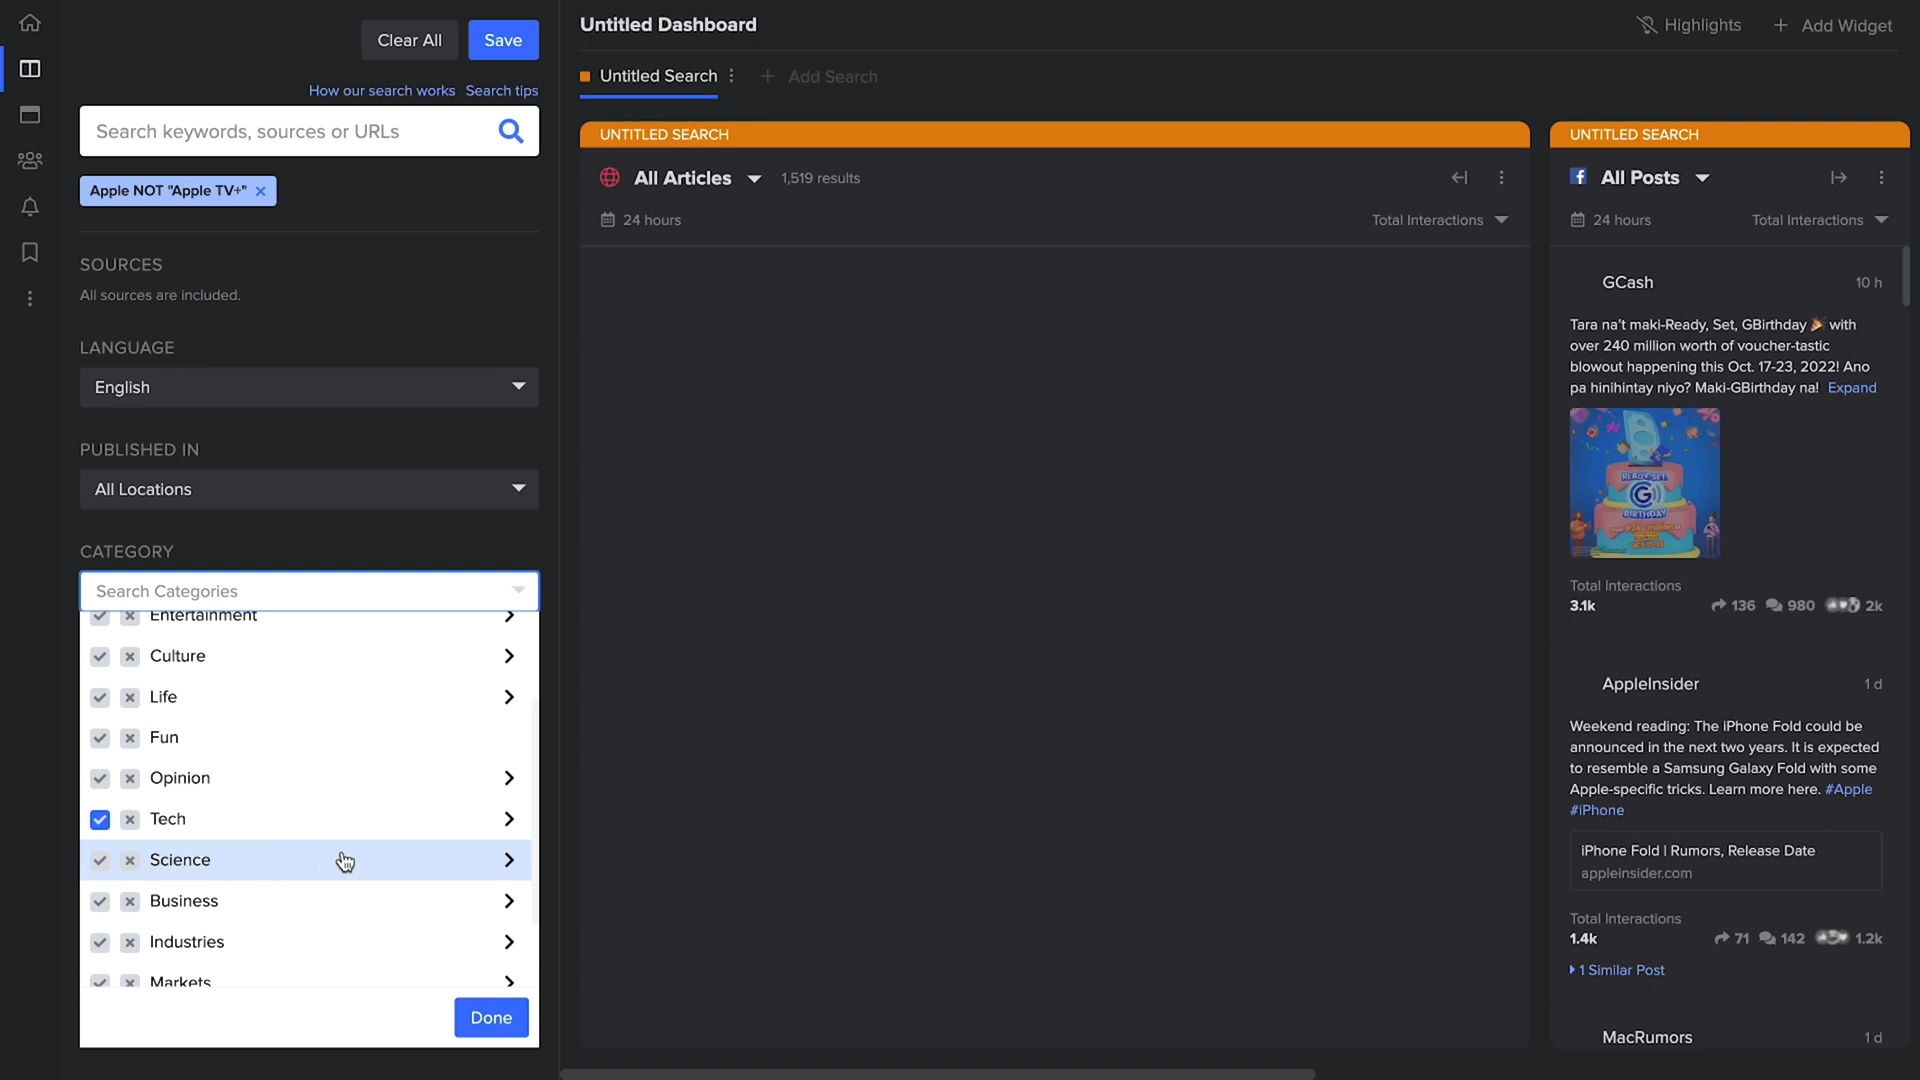 Clear All
Save
How our search works Search tips
Search keywords, sources or URLs
Apple NOT "Apple TV+"
SOURCES
All sources are included.
LANGUAGE
English
PUBLISHED IN
All Locations
CATEGORY
Search Categories
Entertainment
Culture
Life
Fun
Opinion
Tech
Science
Business
Industries
Markets
Done
Untitled Dashboard
Highlights
Add Widget
Untitled Search
Add Search
UNTITLED SEARCH
All Articles 1,519 results
24 hours
Total Interactions
UNTITLED SEARCH
All Posts
24 hours
Total Interactions
GCash 10 h
Tara na't maki-Ready, Set, GBirthday 🎉 with
over 240 million worth of voucher-tastic
blowout happening this Oct. 17-23, 2022! Ano
pa hinihintay niyo? Maki-GBirthday na! Expand
READY, SET,
G
BIRTHDAY
Total Interactions
3.1k 136 980 2k
AppleInsider 1 d
Weekend reading: The iPhone Fold could be
announced in the next two years. It is expected
to resemble a Samsung Galaxy Fold with some
Apple-specific tricks. Learn more here. #Apple
#iPhone
iPhone Fold | Rumors, Release Date
appleinsider.com
Total Interactions
1.4k 71 142 1.2k
1 Similar Post
MacRumors 1 d